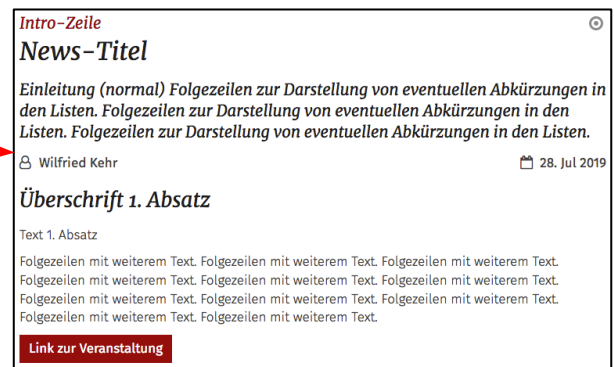 Intro-Zeile
News-Titel
Einleitung (normal) Folgezeilen zur Darstellung von eventuellen Abkürzungen in
den Listen. Folgezeilen zur Darstellung von eventuellen Abkürzungen in den
Listen. Folgezeilen zur Darstellung von eventuellen Abkürzungen in den Listen.
Wilfried Kehr 28. Jul 2019
Überschrift 1. Absatz
Text 1. Absatz
Folgezeilen mit weiterem Text. Folgezeilen mit weiterem Text. Folgezeilen mit weiterem Text.
Folgezeilen mit weiterem Text. Folgezeilen mit weiterem Text. Folgezeilen mit weiterem Text.
Folgezeilen mit weiterem Text. Folgezeilen mit weiterem Text. Folgezeilen mit weiterem Text.
Folgezeilen mit weiterem Text. Folgezeilen mit weiterem Text.
Link zur Veranstaltung